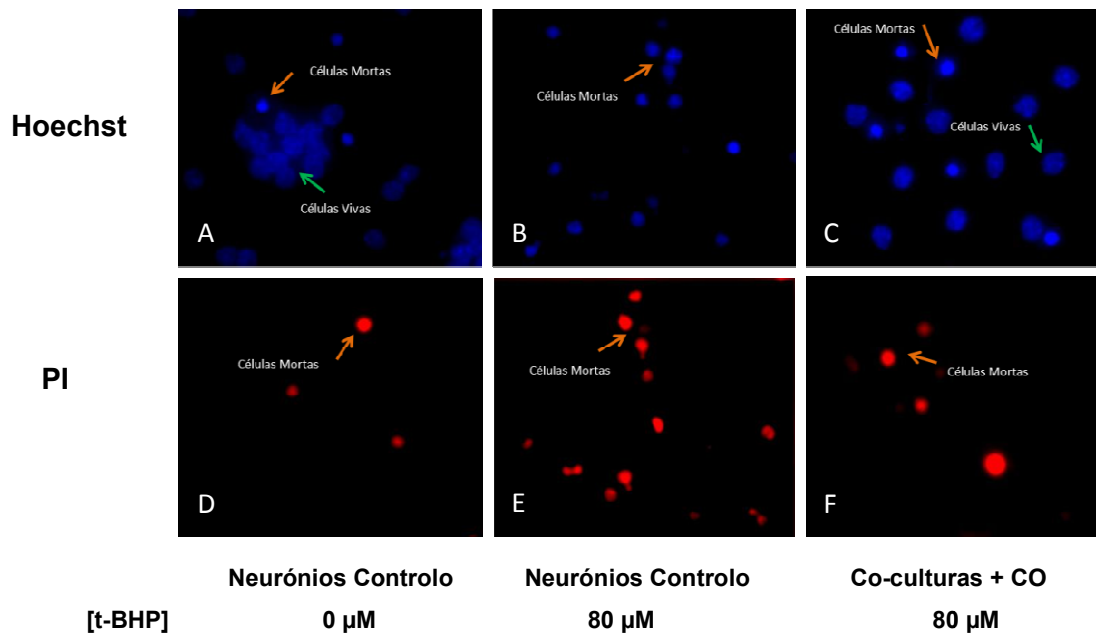 Hoechst
Células Mortas
Células Vivas
A
Células Mortas
B
Células Mortas
Células Vivas
C
PI
Células Mortas
D
Células Mortas
E
Células Mortas
F
Neurónios Controlo
Neurónios Controlo
Co-culturas + CO
[t-BHP]
0 µM
80 µM
80 µM